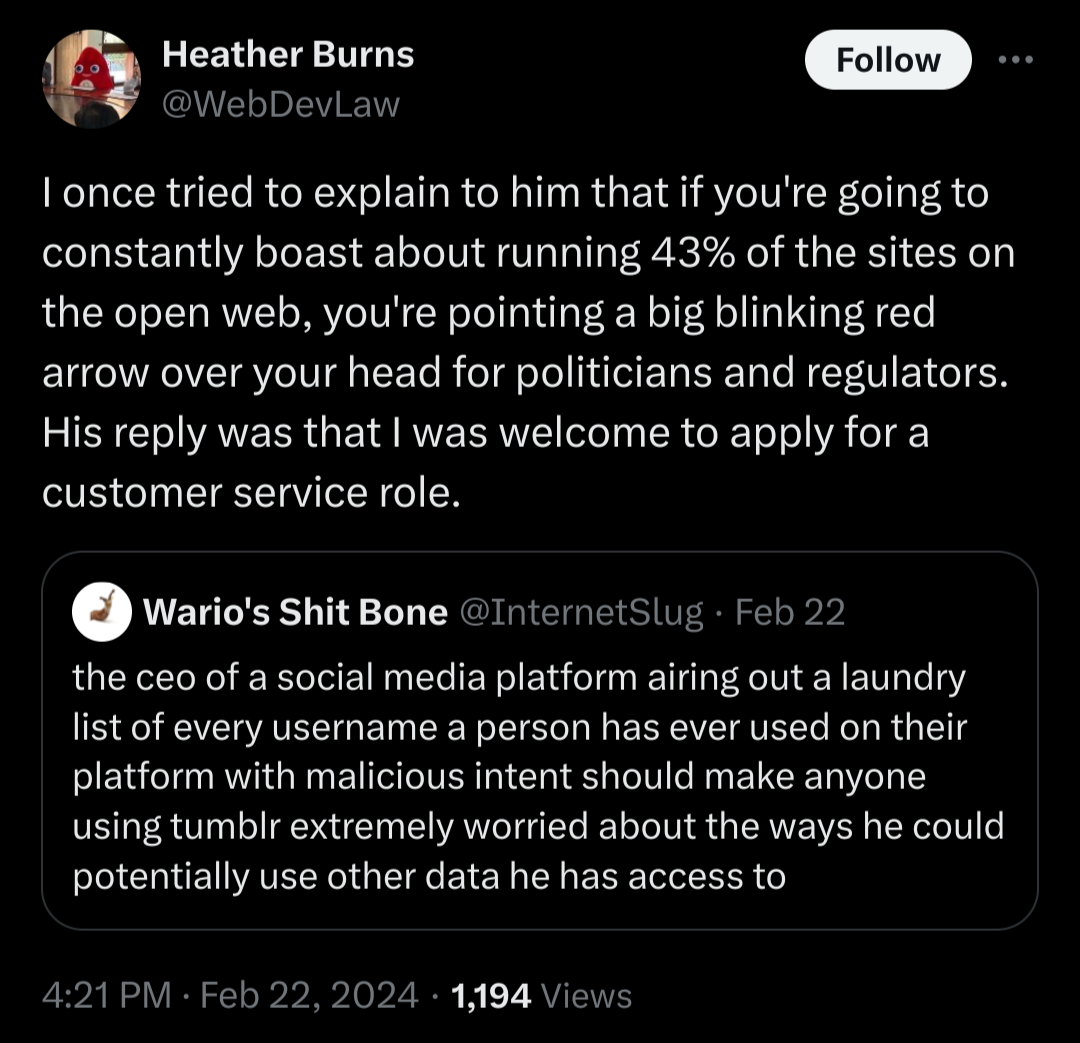 Heather Burns
@WebDevLaw
Follow
I once tried to explain to him that if you're going to
constantly boast about running 43% of the sites on
the open web, you're pointing a big blinking red
arrow over your head for politicians and regulators.
His reply was that I was welcome to apply for a
customer service role.
Wario's Shit Bone @InternetSlug · Feb 22
the ceo of a social media platform airing out a laundry
list of every username a person has ever used on their
platform with malicious intent should make anyone
using tumblr extremely worried about the ways he could
potentially use other data he has access to
4:21 PM · Feb 22, 2024 · 1,194 Views